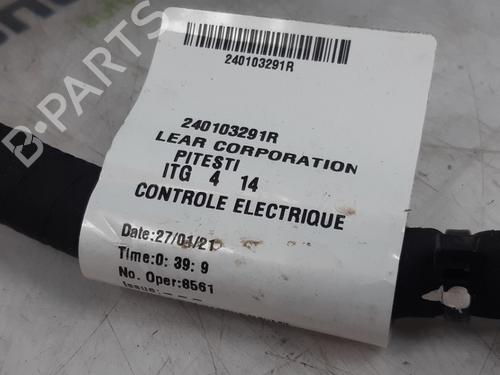 240103291R
240103291R
LEAR CORPORATION
PITESTI
ITG 4 14
CONTROLE ELECTRIQUE
Date:27/01/21
Time:0: 39: 9
No. Oper:8561
Issue: - - -